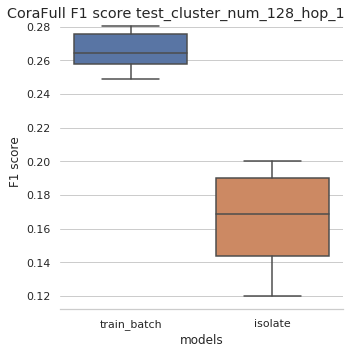 CoraFull F1 score test_cluster_num_128_hop_1
0.28
0.26
0.24
0.22
0.20
0.18
0.16
0.14
0.12
F1 score
train_batch
isolate
models